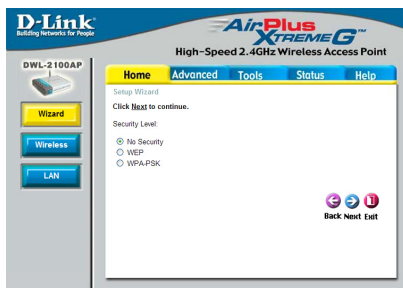 D-Link
Building Networks for People
AirPlus
XTREME G™
High-Speed 2.4GHz Wireless Access Point
DWL-2100AP
Home Advanced Tools Status Help
Wizard
Wireless
LAN
Setup Wizard
Click Next to continue.
Security Level:
No Security
WEP
WPA-PSK
Back Next Exit